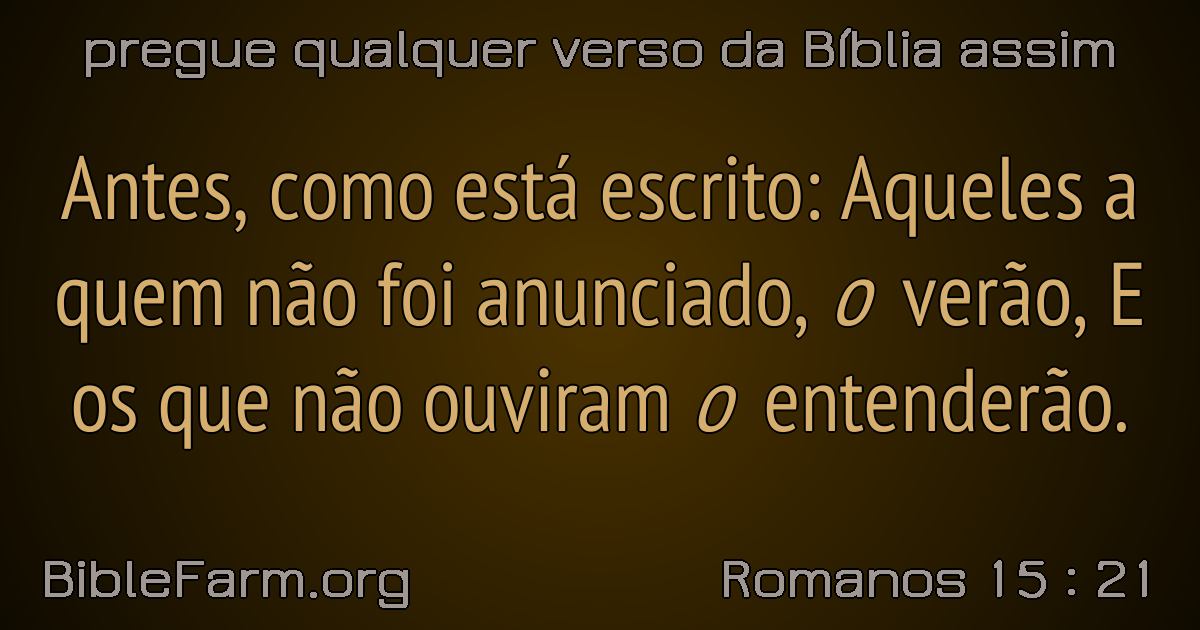 pregue qualquer verso da Bíblia assim
Antes, como está escrito: Aqueles a
quem não foi anunciado, o verão, E
os que não ouviram o entenderão.
BibleFarm.org
Romanos 15 : 21